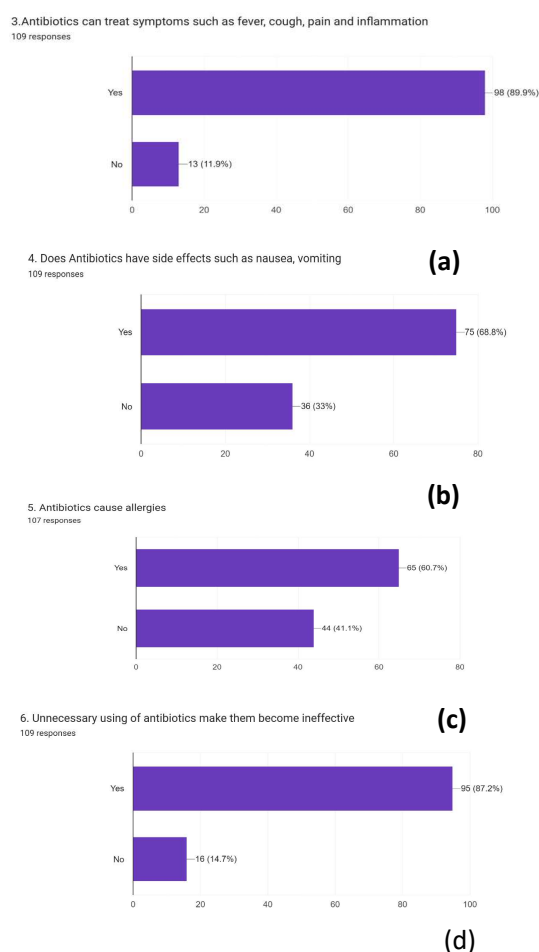 3.Antibiotics can treat symptoms such as fever, cough, pain and inflammation
109 responses
Yes
98 (89.9%)
No
13 (11.9%)
0 20 40 60 80 100
(a)
4. Does Antibiotics have side effects such as nausea, vomiting
109 responses
Yes
75 (68.8%)
No
36 (33%)
0 20 40 60 80
(b)
5. Antibiotics cause allergies
107 responses
Yes
65 (60.7%)
No
44 (41.1%)
0 20 40 60 80
(c)
6. Unnecessary using of antibiotics make them become ineffective
109 responses
Yes
95 (87.2%)
No
16 (14.7%)
0 20 40 60 80 100
(d)